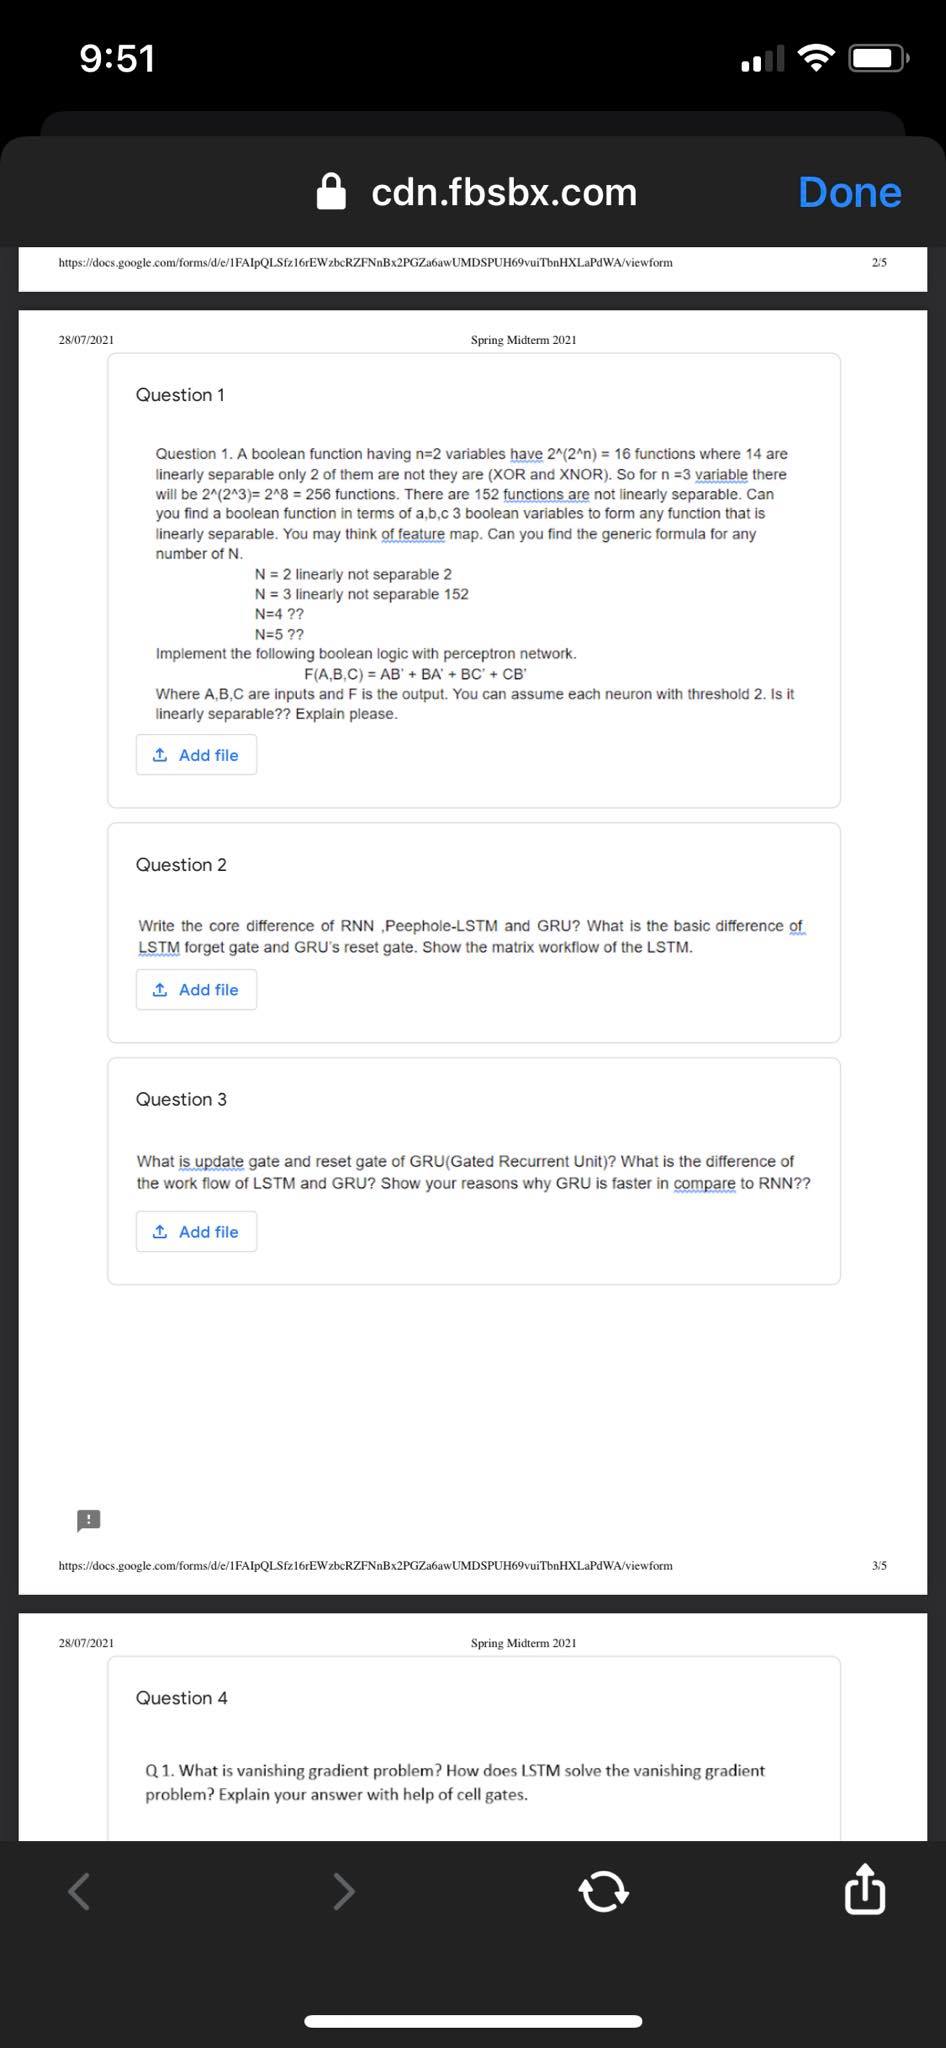 9:51
cdn.fbsbx.com
Done
https://docs.google.com/forms/d/e/1FAIpQLSfz16rEWzbcRZFNnBx2PGZa6awUMDSPUH69vuiTbnHXLaPdWA/viewform
2/5
28/07/2021
Spring Midterm 2021
Question 1
Question 1. A boolean function having n=2 variables have 2^(2^n) = 16 functions where 14 are
linearly separable only 2 of them are not they are (XOR and XNOR). So for n =3 variable there
will be 2^(2^3)= 2^8 = 256 functions. There are 152 functions are not linearly separable. Can
you find a boolean function in terms of a,b,c 3 boolean variables to form any function that is
linearly separable. You may think of feature map. Can you find the generic formula for any
number of N.
N = 2 linearly not separable 2
N = 3 linearly not separable 152
N=4 ??
N=5 ??
Implement the following boolean logic with perceptron network.
F(A,B,C) = AB' + BA' + BC' + CB'
Where A,B,C are inputs and F is the output. You can assume each neuron with threshold 2. Is it
linearly separable?? Explain please.
Add file
Question 2
Write the core difference of RNN ,Peephole-LSTM and GRU? What is the basic difference of
LSTM forget gate and GRU's reset gate. Show the matrix workflow of the LSTM.
Add file
Question 3
What is update gate and reset gate of GRU(Gated Recurrent Unit)? What is the difference of
the work flow of LSTM and GRU? Show your reasons why GRU is faster in compare to RNN??
Add file
https://docs.google.com/forms/d/e/1FAIpQLSfz16rEWzbcRZFNnBx2PGZa6awUMDSPUH69vuiTbnHXLaPdWA/viewform
3/5
28/07/2021
Spring Midterm 2021
Question 4
Q 1. What is vanishing gradient problem? How does LSTM solve the vanishing gradient
problem? Explain your answer with help of cell gates.